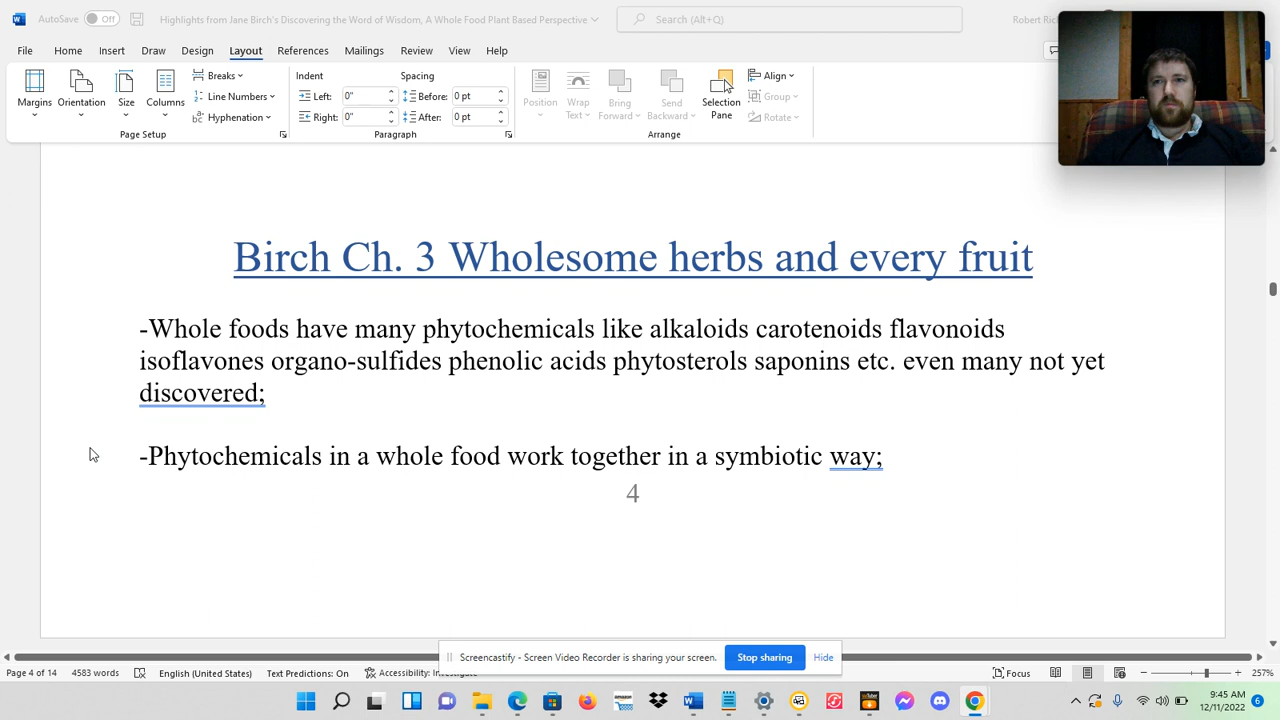 AutoSave Off Highlights from Jane Birch's Discovering the Word of Wisdom, A Whole Food Plant Based Perspective Search (Alt+Q) Robert
File Home Insert Draw Design Layout References Mailings Review View Help
Margins Orientation Size Columns
Breaks
Line Numbers
Hyphenation
Page Setup
Indent Spacing
Left: 0" Before: 0 pt
Right: 0" After: 0 pt
Paragraph
Position Wrap Text Bring Forward Send Backward Selection Pane
Align
Group
Rotate
Arrange
Birch Ch. 3 Wholesome herbs and every fruit
-Whole foods have many phytochemicals like alkaloids carotenoids flavonoids
isoflavones organo-sulfides phenolic acids phytosterols saponins etc. even many not yet
discovered;
-Phytochemicals in a whole food work together in a symbiotic way;
4
Screencastify - Screen Video Recorder is sharing your screen. Stop sharing Hide
Page 4 of 14 4583 words English (United States) Text Predictions: On Accessibility: Investigate Focus 257%
9:45 AM
12/11/2022 6